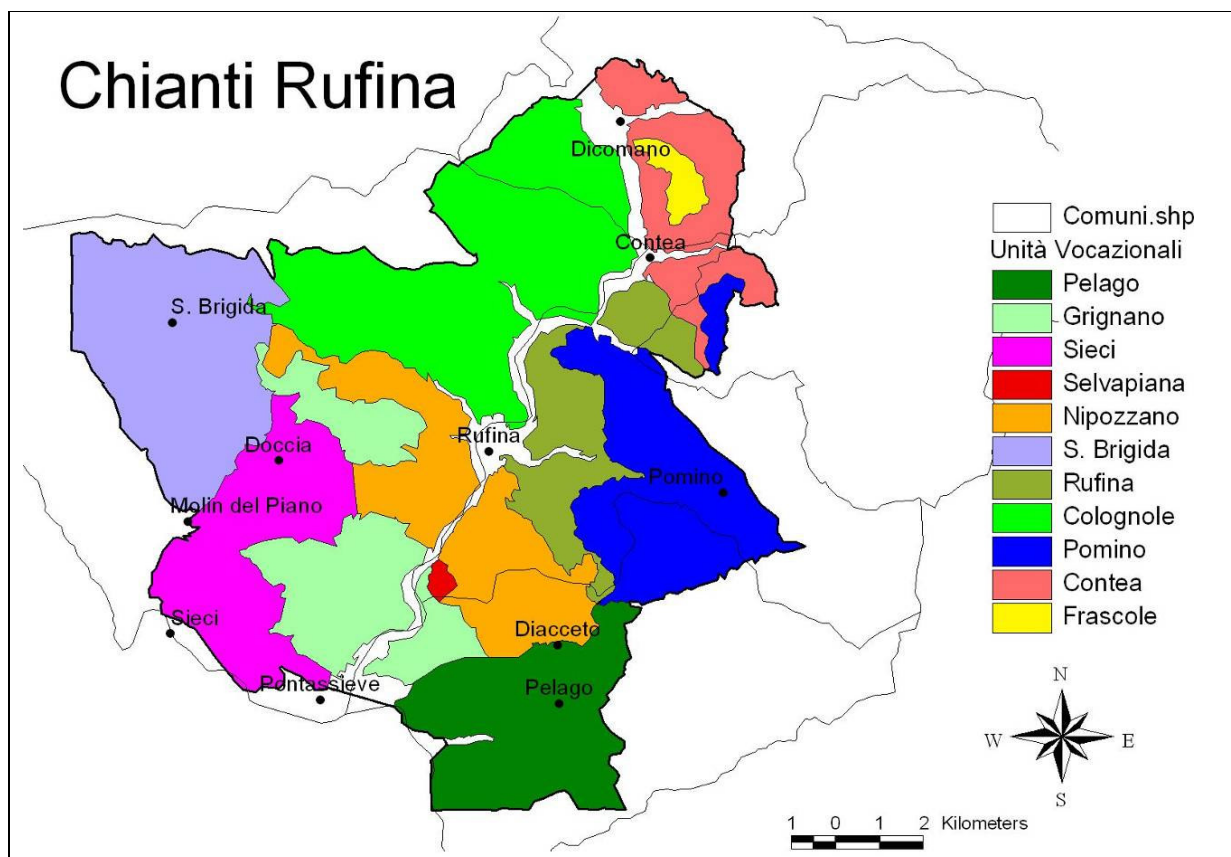 Chianti Rufina
Dicomano
Contea
S. Brigida
Rufina
Doccia
Pomino
Molin del Piano
Sieci
Diacceto
Pontassieve
Pelago
Comuni.shp
Unità Vocazionali
Pelago
Grignano
Sieci
Selvapiana
Nipozzano
S. Brigida
Rufina
Colognole
Pomino
Contea
Frascole
N
W E
S
1 0 1 2 Kilometers